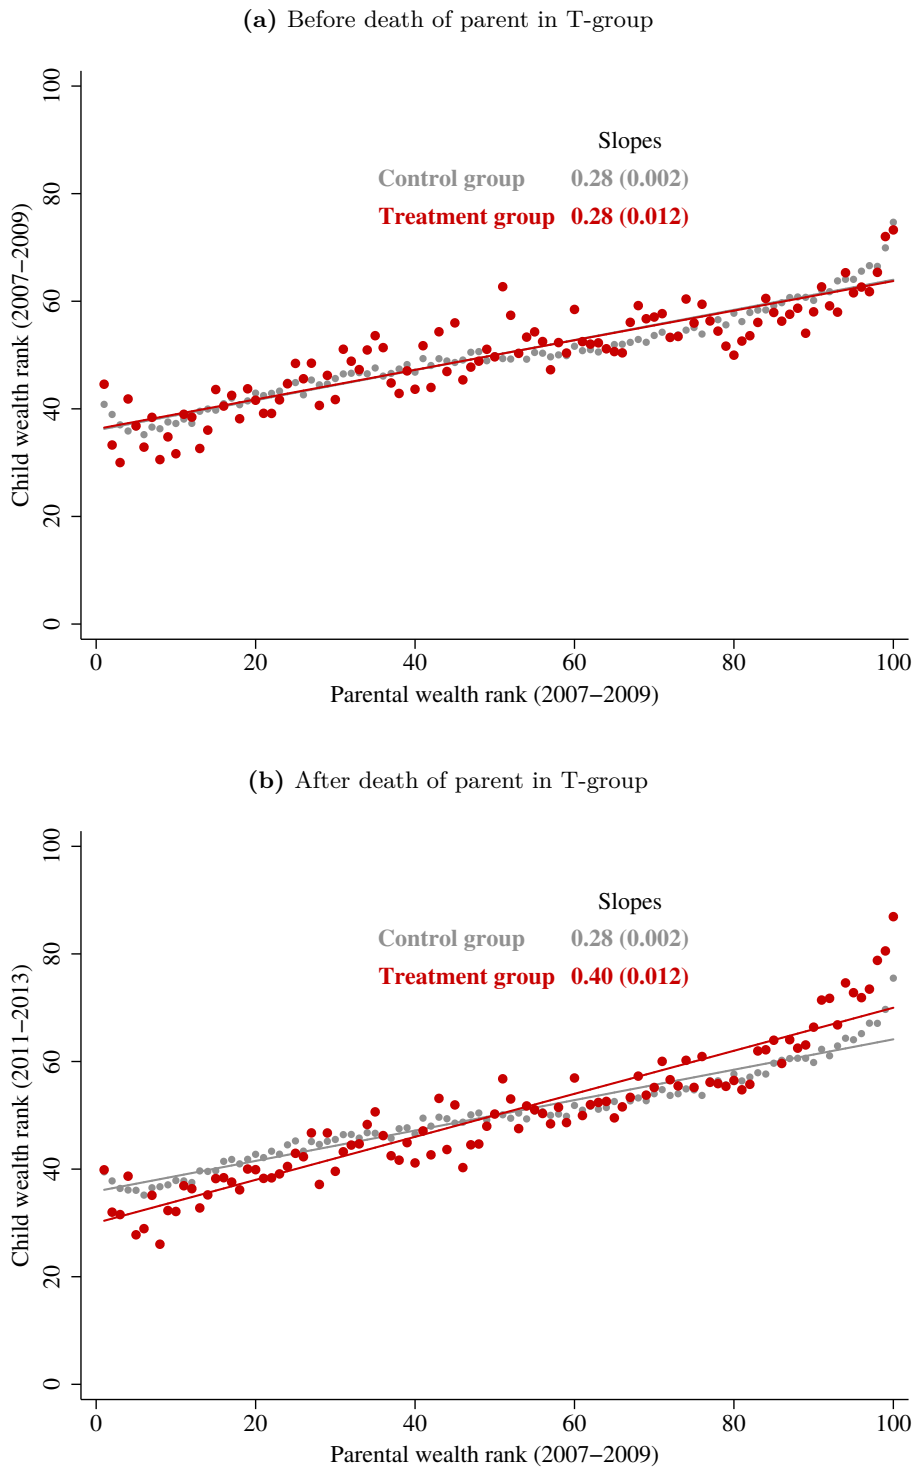 (a) Before death of parent in T-group
100
80
60
40
20
0
Child wealth rank (2007−2009)
Slopes
Control group 0.28 (0.002)
Treatment group 0.28 (0.012)
0 20 40 60 80 100
Parental wealth rank (2007−2009)
(b) After death of parent in T-group
100
80
60
40
20
0
Child wealth rank (2011−2013)
Slopes
Control group 0.28 (0.002)
Treatment group 0.40 (0.012)
0 20 40 60 80 100
Parental wealth rank (2007−2009)